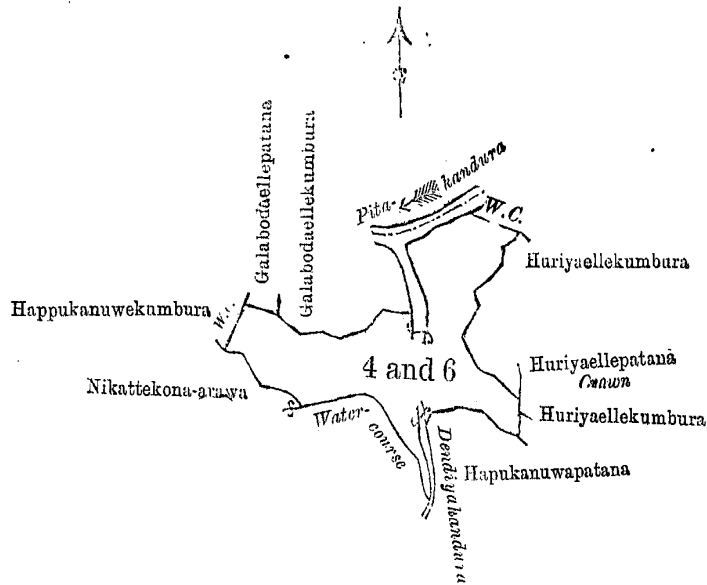 Galabodaellepatana
Galabodaellekumbura
Pita-kandura
W.C.
Huriyaellekumbura
Happukanuwekumbura
W.C.
4 and 6
Huriyaellepatana
Crown
Nikattekona-arawa
Huriyaellekumbura
Water-course
Dendiyakandura
Hapukanuwapatana